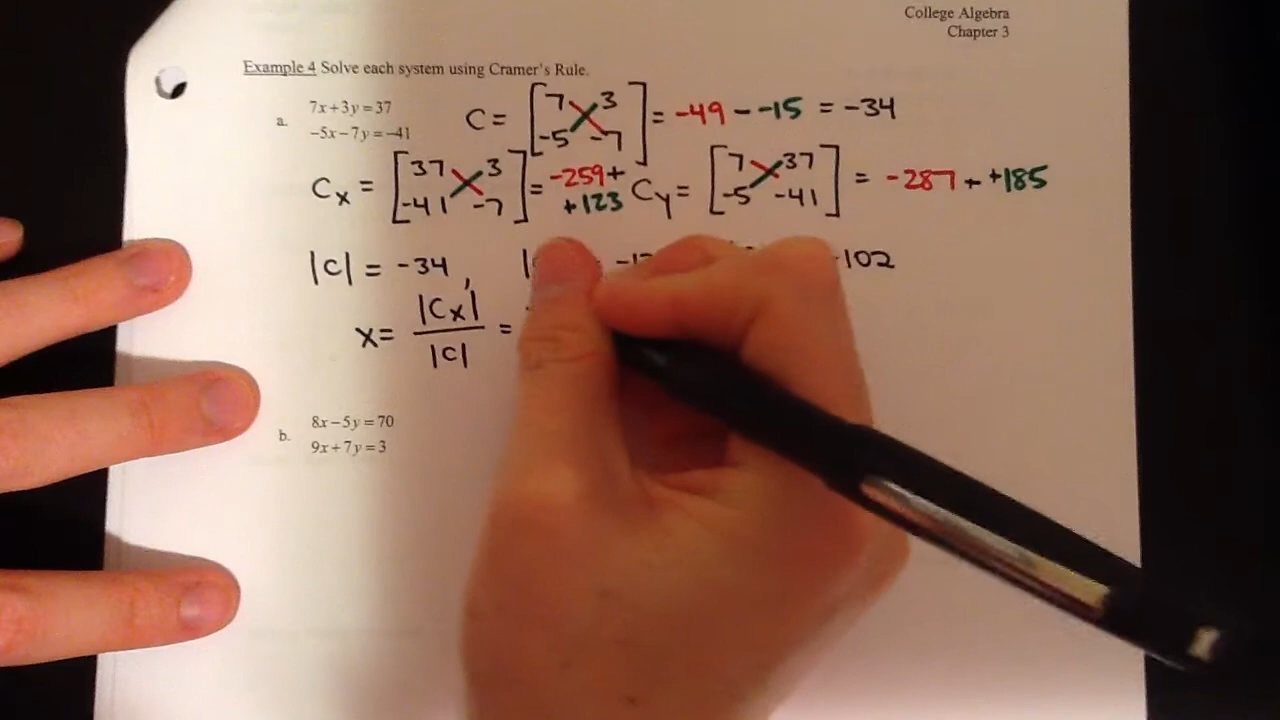 College Algebra
Chapter 3
Example 4 Solve each system using Cramer's Rule.
a. 7x+3y=37
-5x-7y=-41
C = [7 3
-5 -7] = -49 - -15 = -34
Cx = [37 3
-41 -7] = -259+
+123
Cy = [7 37
-5 -41] = -287 - +185
|C| = -34,
-102
x = |Cx|
|C| =
b. 8x-5y=70
9x+7y=3